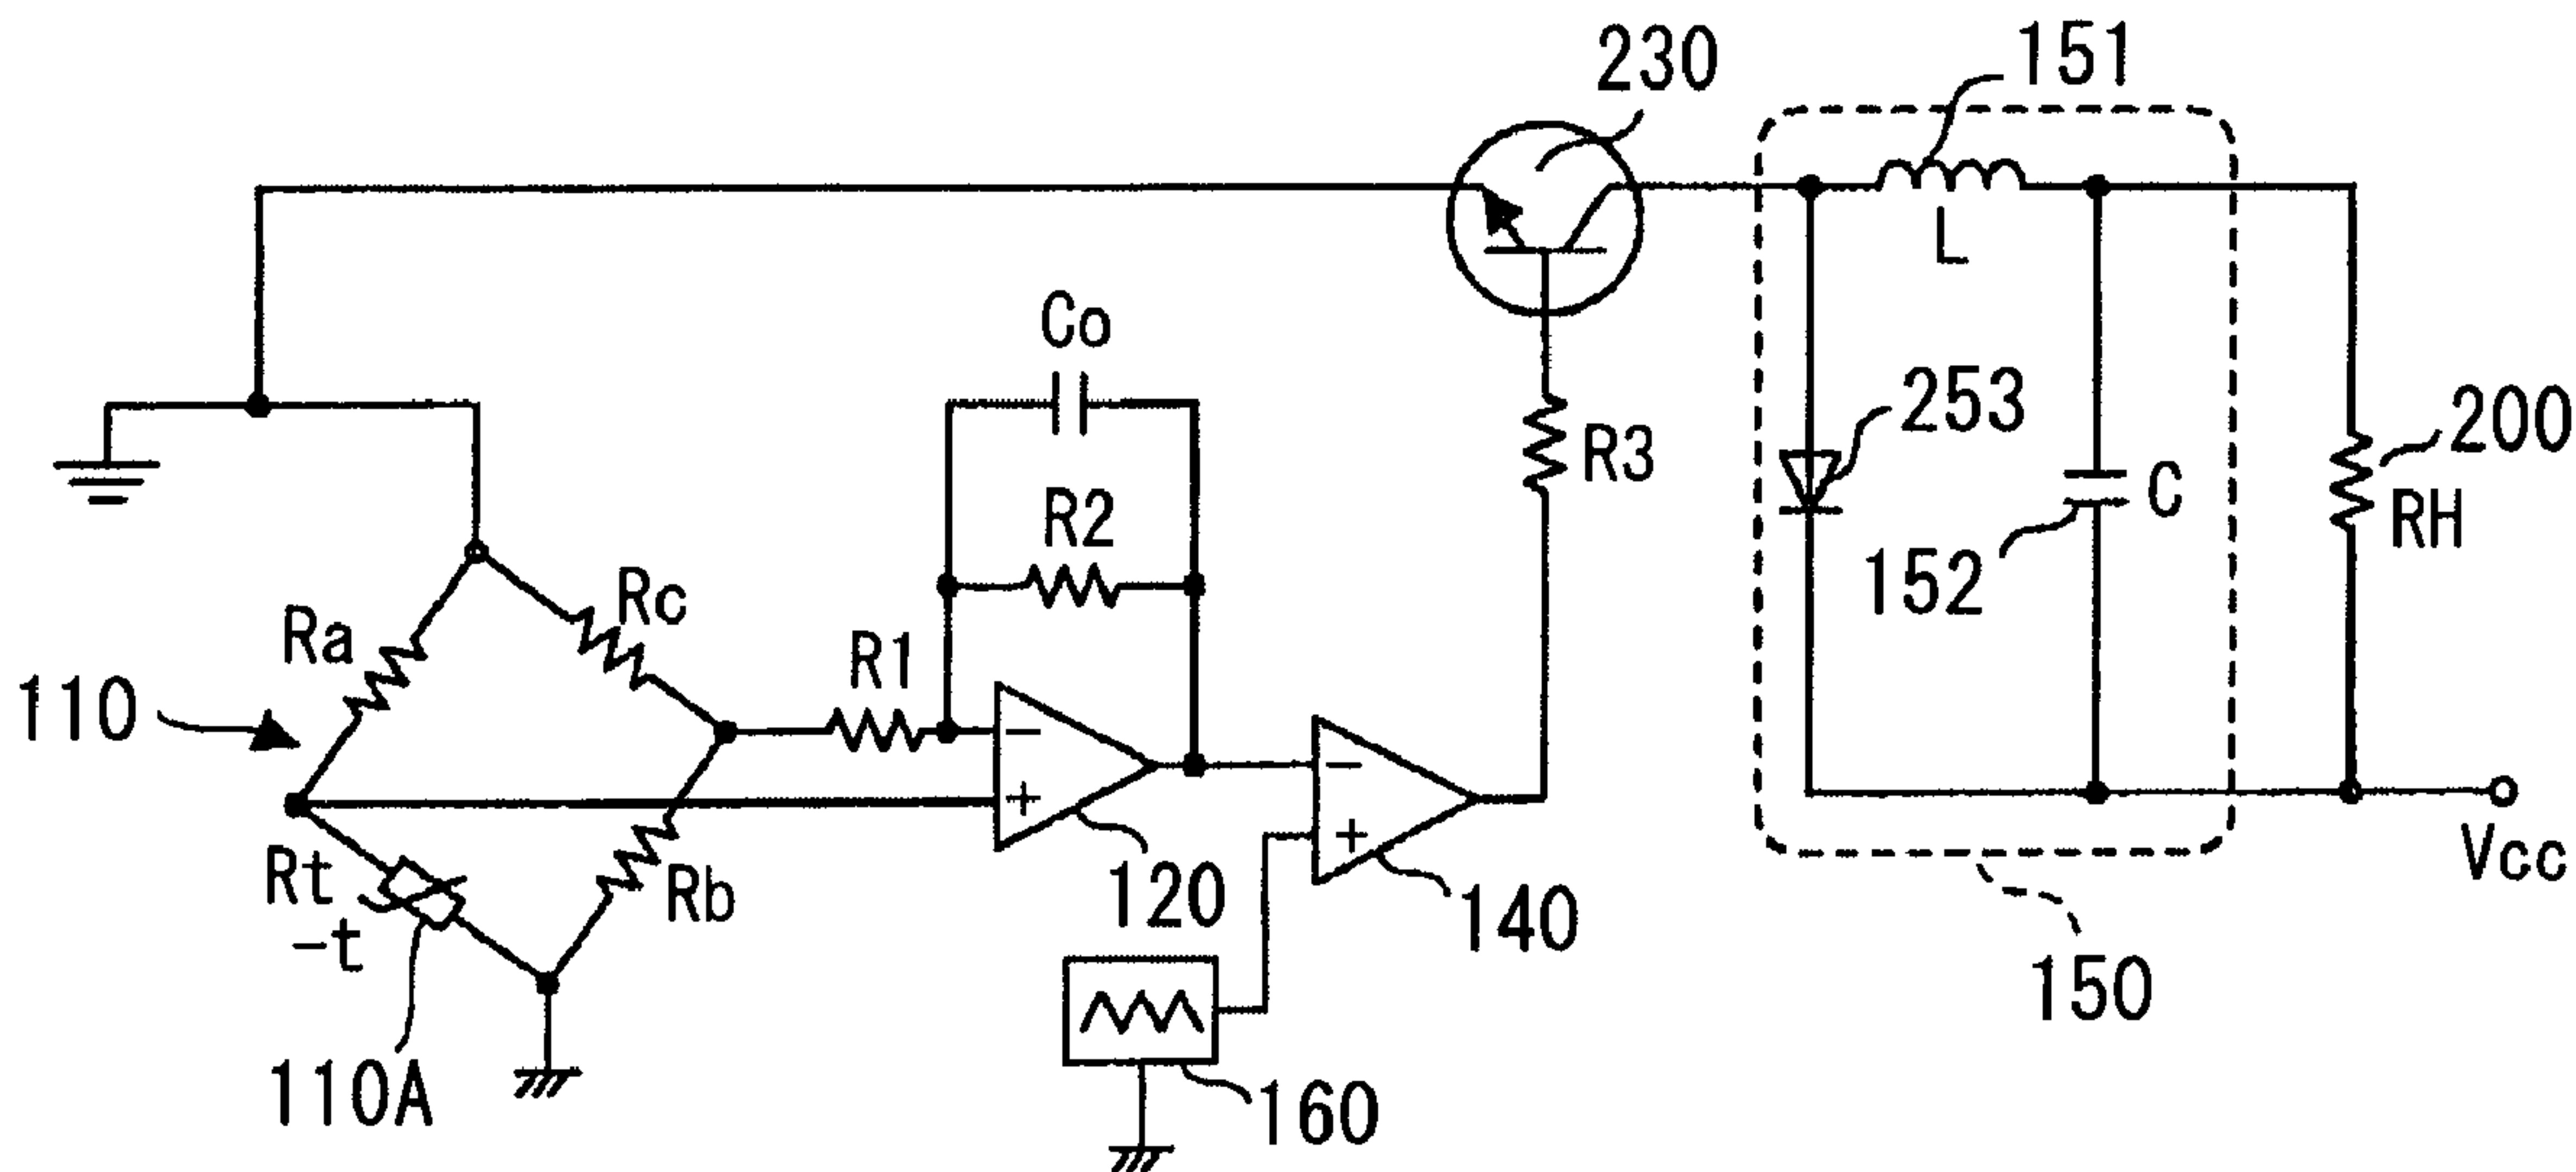 230
151
L
Co
253
200
R3
C
RH
R2
152
Rc
Ra
R1
110
−
+
−
+
Rt
-t
Rb
120
140
Vcc
150
110A
160